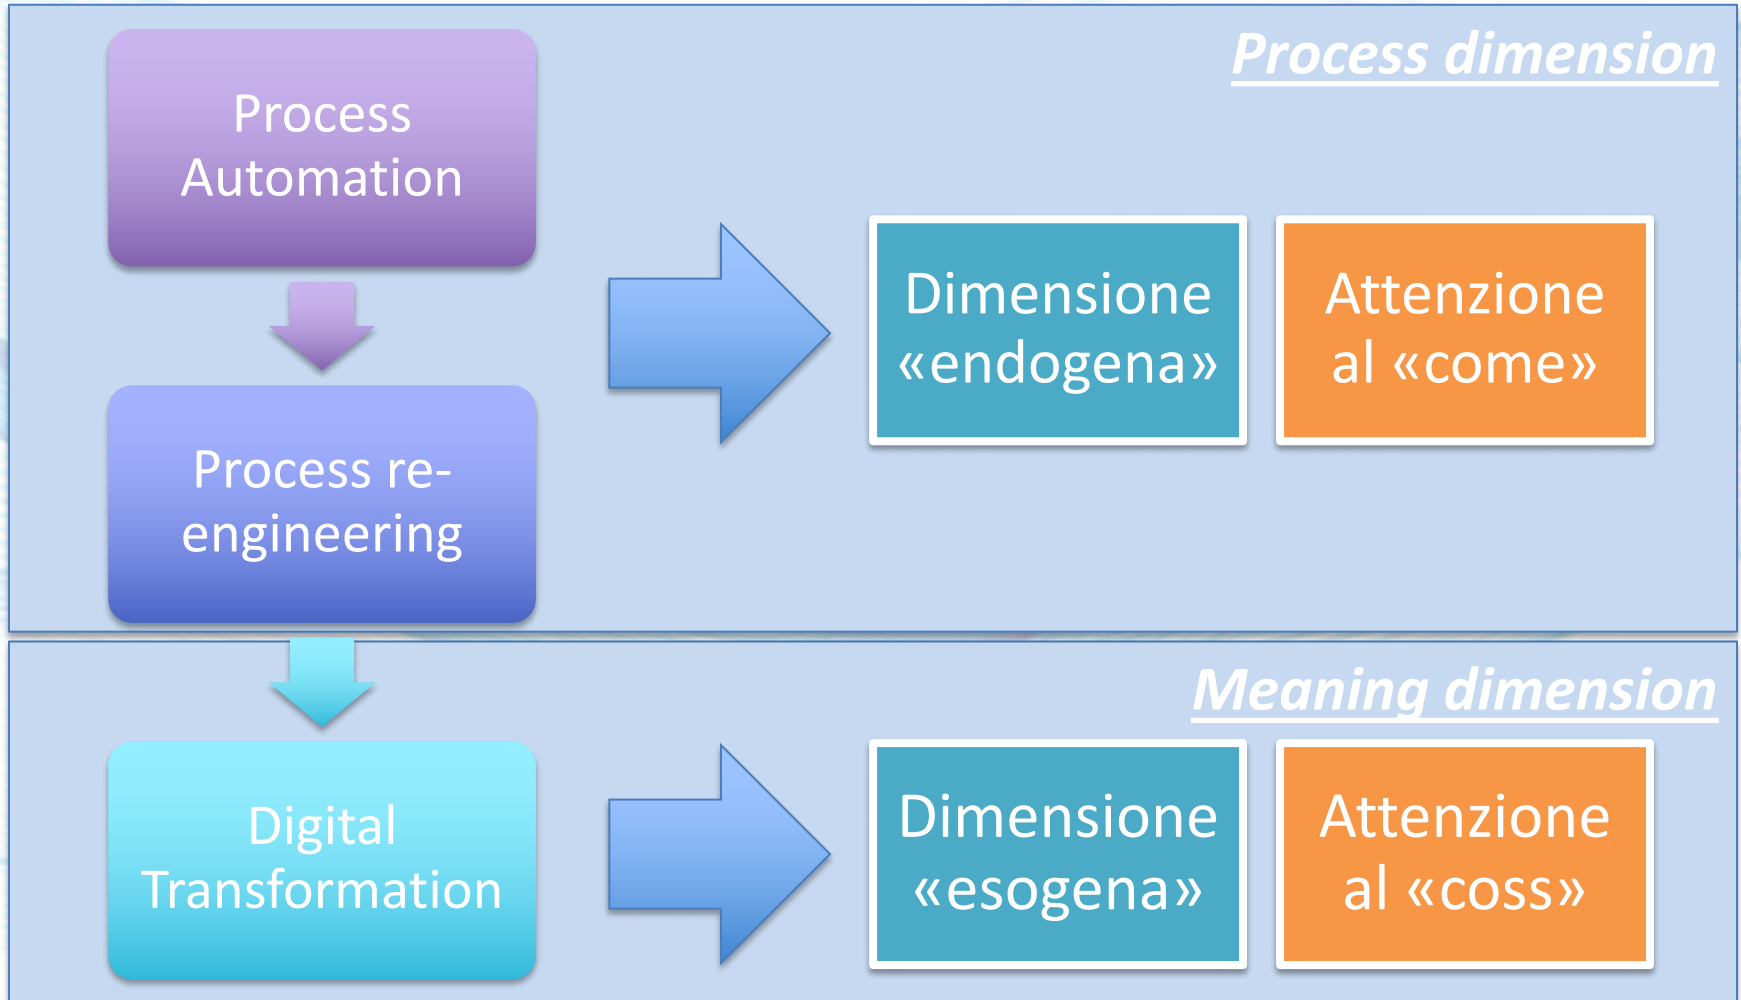 Process dimension
Process
Automation
Dimensione
«endogena»
Attenzione
al «come»
Process re-
engineering
Meaning dimension
Digital
Transformation
Dimensione
«esogena»
Attenzione
al «coss»